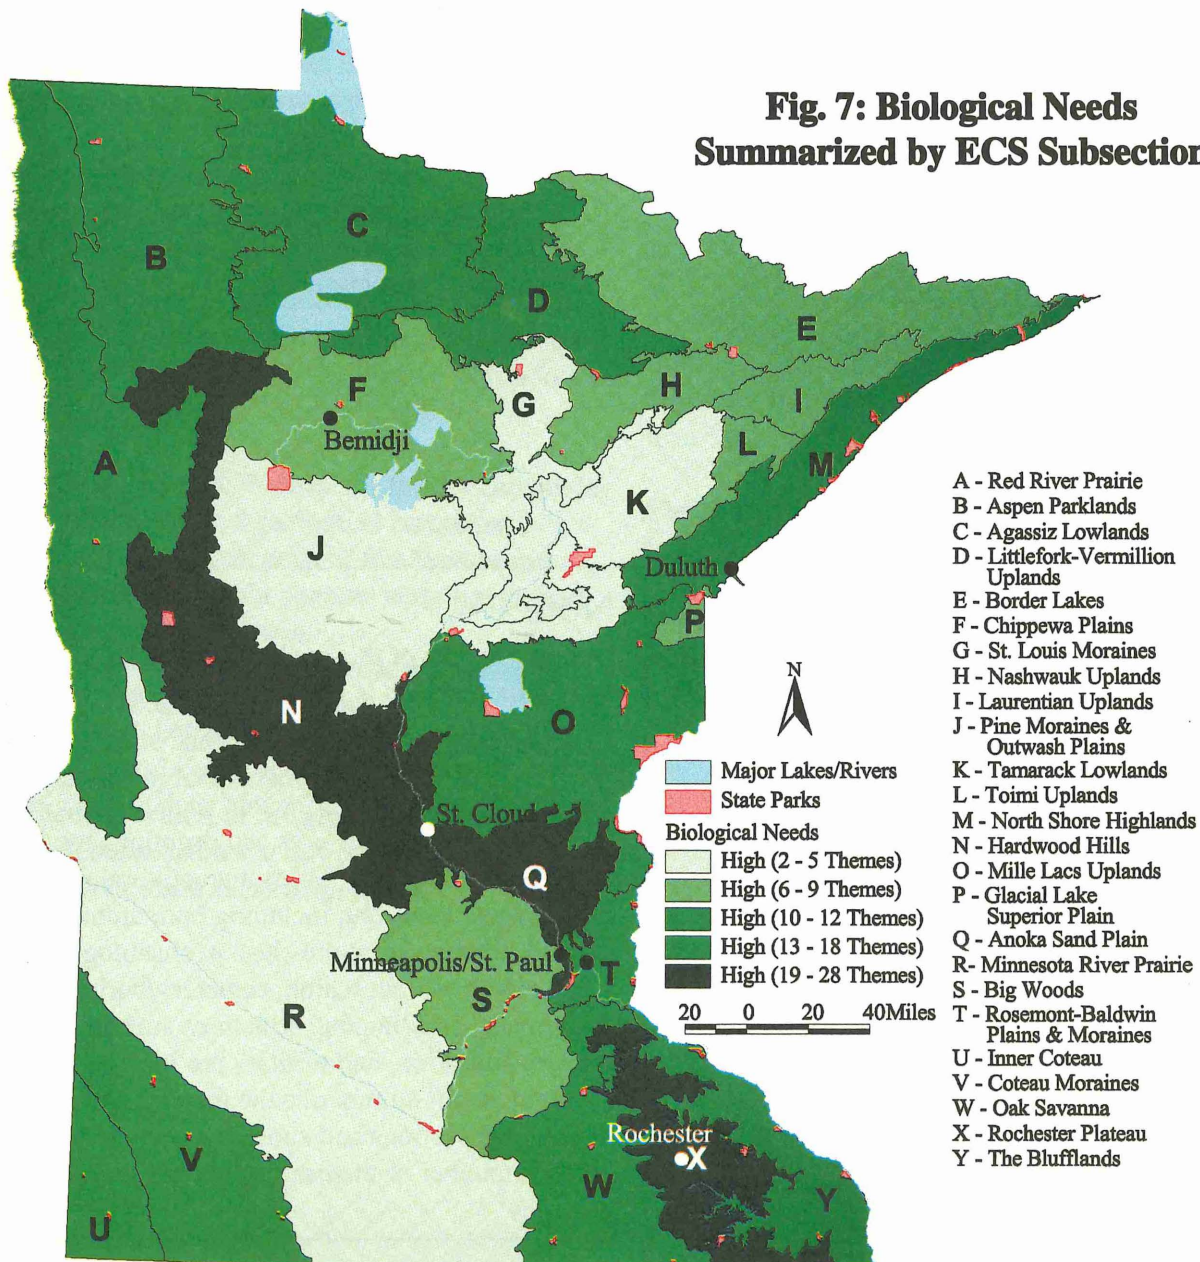 Fig. 7: Biological Needs
Summarized by ECS Subsection
C
B
D
E
F
H
G
I
Bemidji
L
A
M
K
J
Duluth
P
N
N
O
St. Cloud
Q
Minneapolis/St. Paul
T
S
R
Rochester
X
V
W
Y
U
A - Red River Prairie
B - Aspen Parklands
C - Agassiz Lowlands
D - Littlefork-Vermillion
Uplands
E - Border Lakes
F - Chippewa Plains
G - St. Louis Moraines
H - Nashwauk Uplands
I - Laurentian Uplands
J - Pine Moraines &
Outwash Plains
K - Tamarack Lowlands
L - Toimi Uplands
M - North Shore Highlands
N - Hardwood Hills
O - Mille Lacs Uplands
P - Glacial Lake
Superior Plain
Q - Anoka Sand Plain
R- Minnesota River Prairie
S - Big Woods
T - Rosemont-Baldwin
Plains & Moraines
U - Inner Coteau
V - Coteau Moraines
W - Oak Savanna
X - Rochester Plateau
Y - The Blufflands
Major Lakes/Rivers
State Parks
Biological Needs
High (2 - 5 Themes)
High (6 - 9 Themes)
High (10 - 12 Themes)
High (13 - 18 Themes)
High (19 - 28 Themes)
20 0 20 40Miles